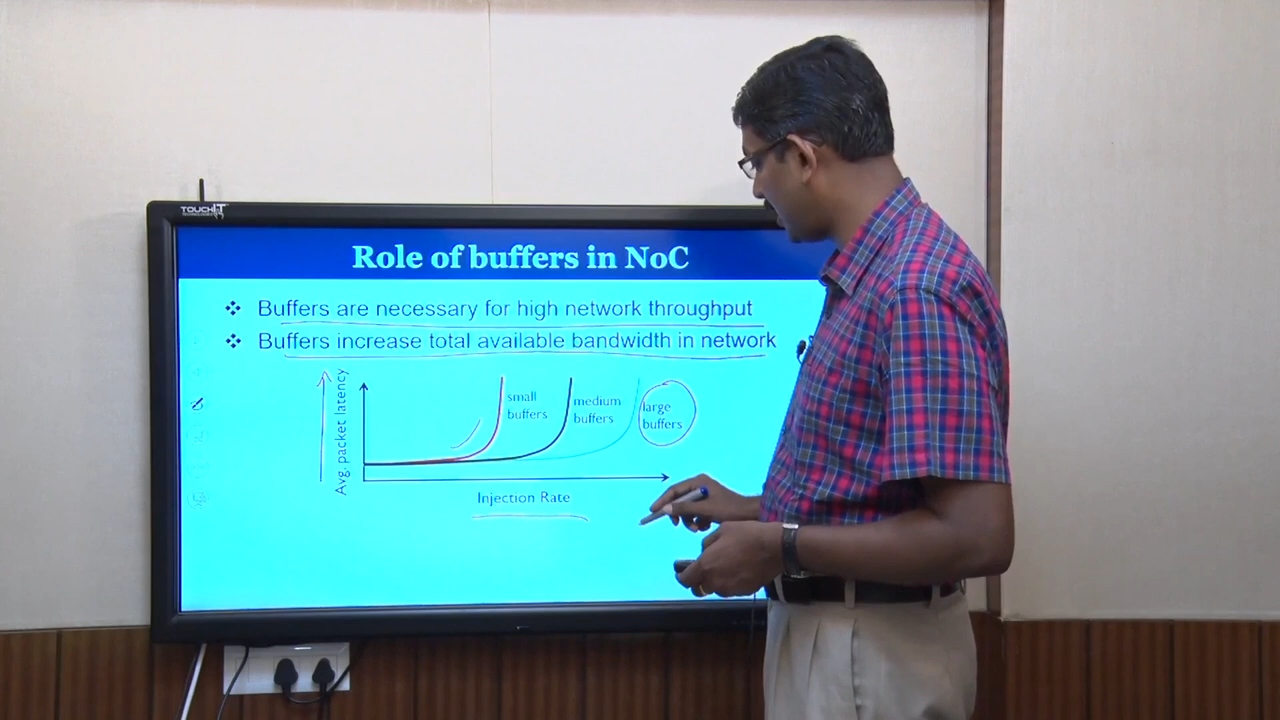 TOUCHIT
TECHNOLOGIES
Role of buffers in NoC
❖ Buffers are necessary for high network throughput
❖ Buffers increase total available bandwidth in network
Avg. packet latency
small
buffers
medium
buffers
large
buffers
Injection Rate